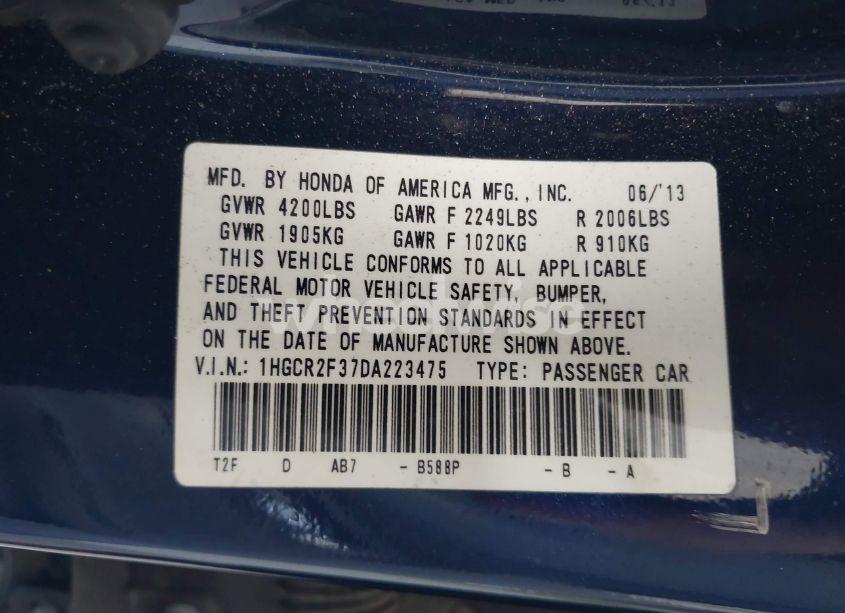 MFD. BY HONDA OF AMERICA MFG., INC. 06/'13
GVWR 4200LBS GAWR F 2249LBS R 2006LBS
GVWR 1905KG GAWR F 1020KG R 910KG
THIS VEHICLE CONFORMS TO ALL APPLICABLE
FEDERAL MOTOR VEHICLE SAFETY, BUMPER,
AND THEFT PREVENTION STANDARDS IN EFFECT
ON THE DATE OF MANUFACTURE SHOWN ABOVE.
V.I.N.: 1HGCR2F37DA223475 TYPE: PASSENGER CAR
T2F D AB7 - B588P - B - A